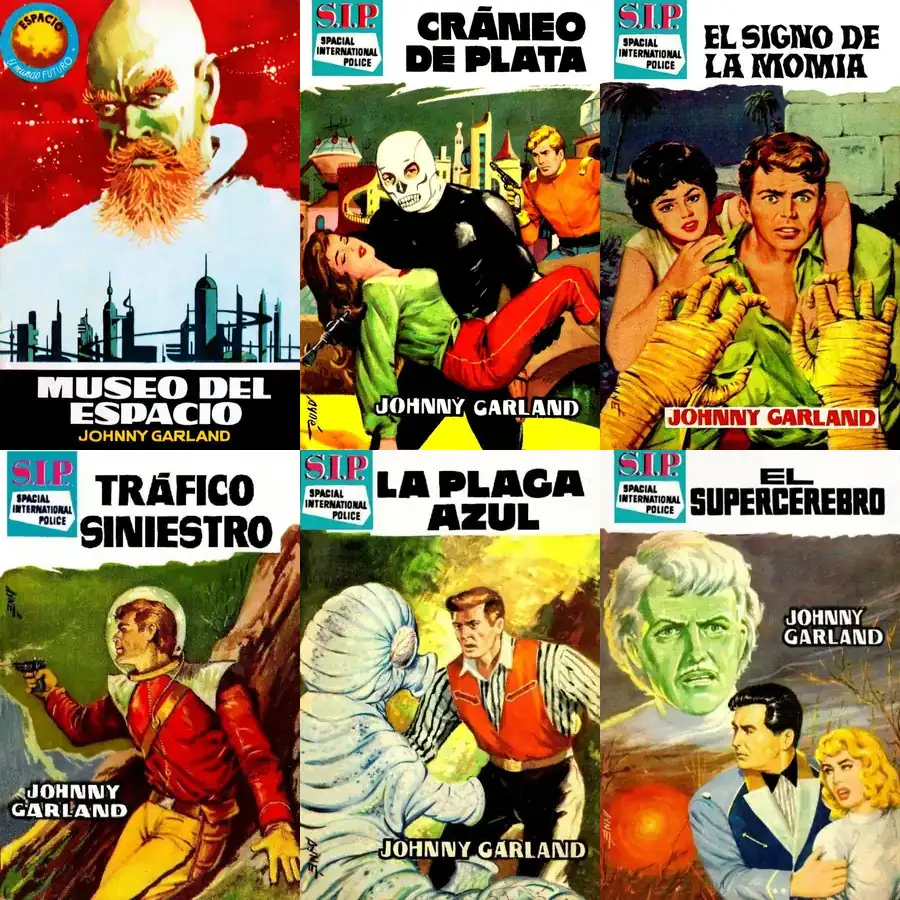 ESPACIO
El mundo FUTURO
MUSEO DEL
ESPACIO
JOHNNY GARLAND
S.I.P.
SPACIAL
INTERNATIONAL
POLICE
CRÁNEO
DE PLATA
JOHNNY GARLAND
S.I.P.
SPACIAL
INTERNATIONAL
POLICE
EL SIGNO DE
LA MOMIA
JOHNNY GARLAND
S.I.P.
SPACIAL
INTERNATIONAL
POLICE
TRÁFICO
SINIESTRO
JOHNNY
GARLAND
S.I.P.
SPACIAL
INTERNATIONAL
POLICE
LA PLAGA
AZUL
JOHNNY GARLAND
S.I.P.
SPACIAL
INTERNATIONAL
POLICE
EL
SUPERCEREBRO
JOHNNY
GARLAND